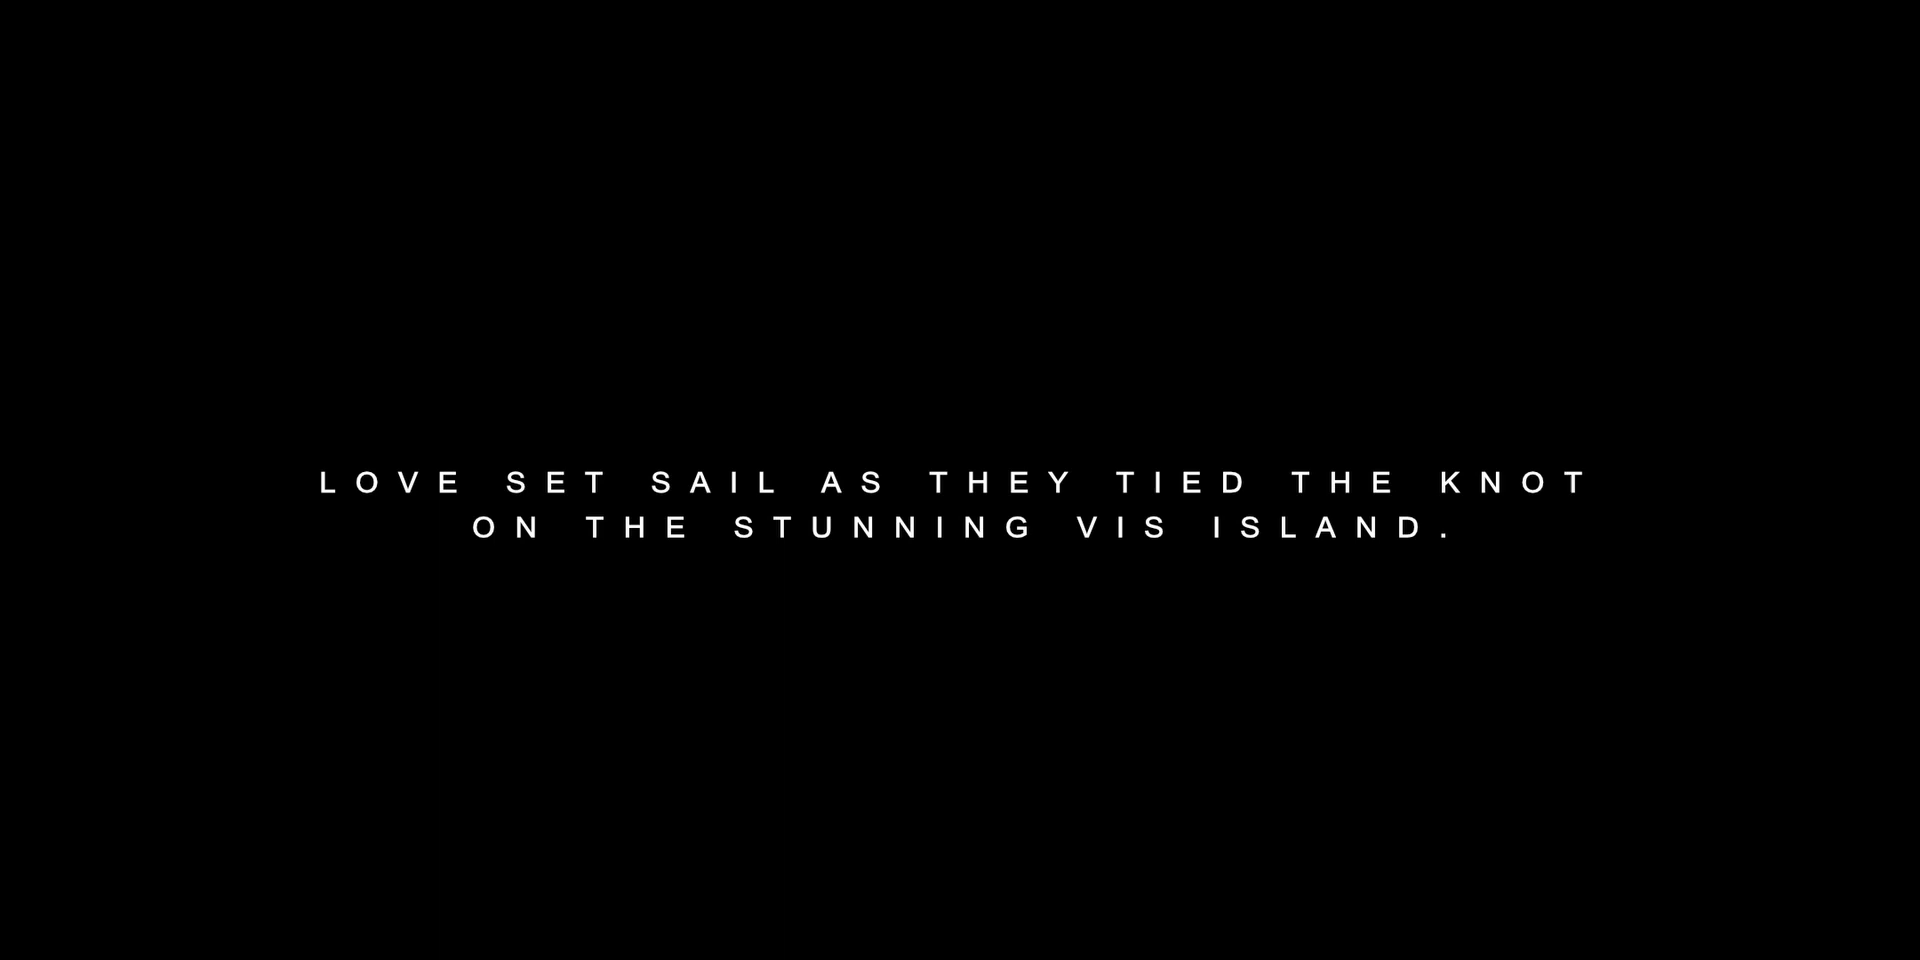 LOVE SET SAIL AS THEY TIED THE KNOT
ON THE STUNNING VIS ISLAND.